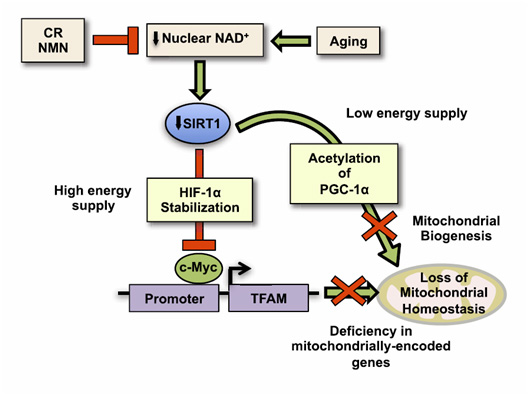 CR
NMN
⬇Nuclear NAD⁺
Aging
⬇SIRT1
Low energy supply
Acetylation
of
PGC-1α
High energy
supply
HIF-1α
Stabilization
Mitochondrial
Biogenesis
c-Myc
Promoter
TFAM
Loss of
Mitochondrial
Homeostasis
Deficiency in
mitochondrially-encoded
genes